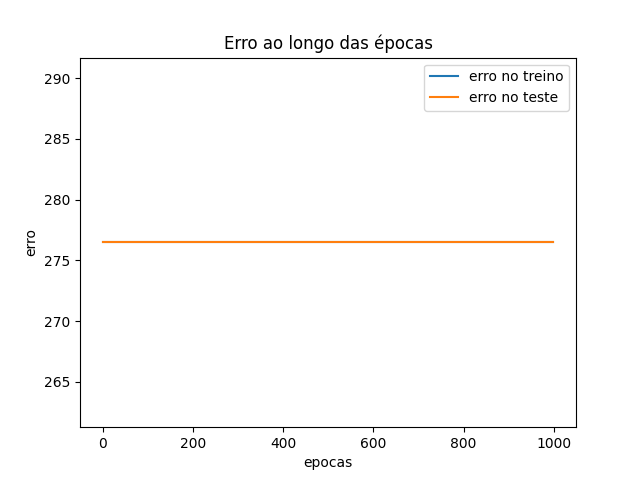 Erro ao longo das épocas
erro no treino
erro no teste
290
285
280
275
270
265
erro
0 200 400 600 800 1000
epocas